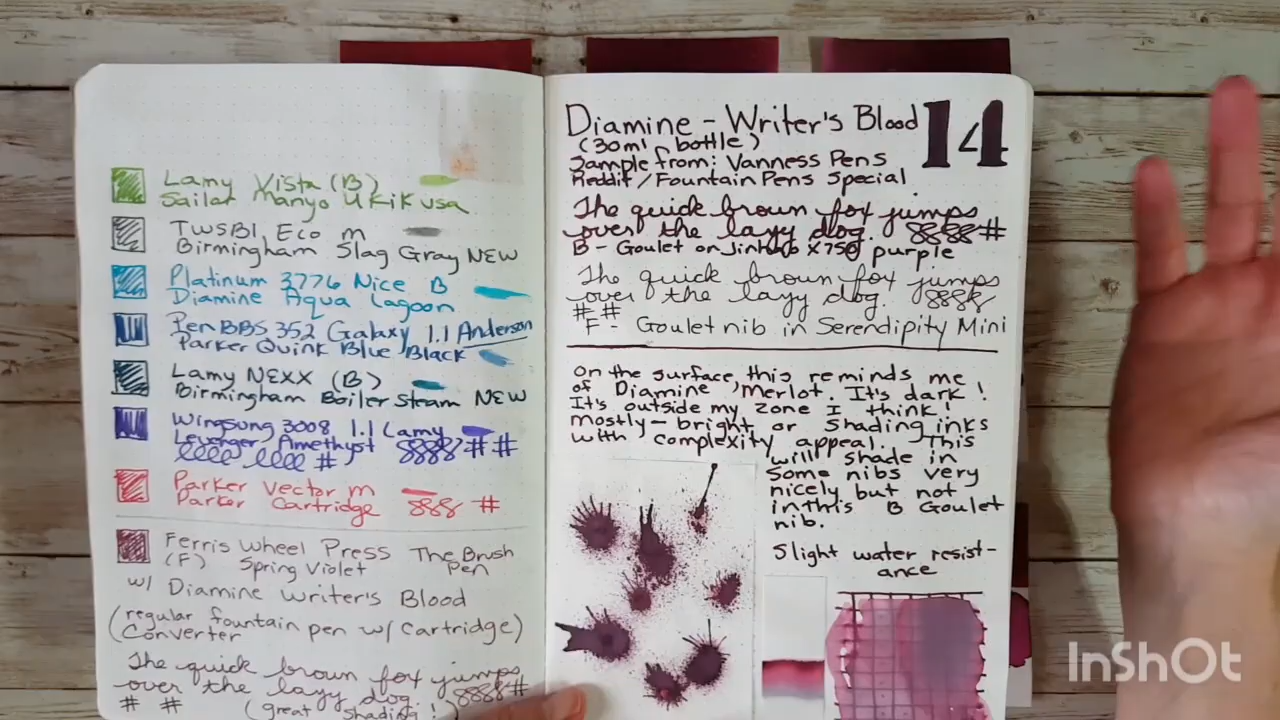 Lamy Vista (B)
Sailor Manyo Ukikusa
TWSBI Eco m
Birmingham Slag Gray NEW
Platinum 3776 Nice B
Diamine Aqua Lagoon
PenBBS 352 Galaxy 1.1 Anderson
Parker Quink Blue Black
Lamy NEXX (B)
Birmingham Boiler Steam NEW
Wingsung 3008 1.1 Lamy
Levenger Amethyst 8888 # #
llll llll #
Parker Vector m
Parker Cartridge 888 #
Ferris Wheel Press The Brush Pen
(F) Spring Violet
w/ Diamine Writer's Blood
(regular fountain pen w/ Cartridge)
Converter
The quick brown fox jumps
over the lazy dog. 8888 #
# # (great shading!)
Diamine - Writer's Blood 14
(30ml bottle)
Sample from: Vanness Pens
Reddit/Fountain Pens Special
The quick brown fox jumps
over the lazy dog. 8888 #
B - Goulet on Jinhao X750 purple
The quick brown fox jumps
over the lazy dog. 8888
# #
F - Goulet nib in Serendipity Mini
On the surface, this reminds me
of Diamine Merlot. It's dark!
It's outside my zone I think!
Mostly - bright or shading inks
with complexity appeal. This
will shade in
some nibs very
nicely but not
in this B Goulet
nib.
Slight water resist-
ance
InShOt